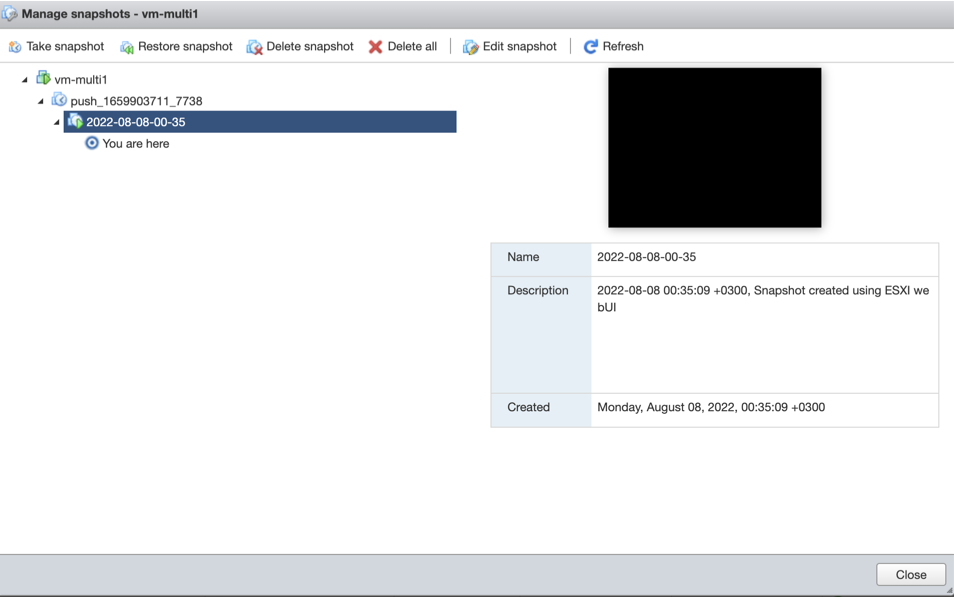 Manage snapshots - vm-multi1
Take snapshot Restore snapshot Delete snapshot Delete all Edit snapshot Refresh
vm-multi1
push_1659903711_7738
2022-08-08-00-35
You are here
Name 2022-08-08-00-35
Description 2022-08-08 00:35:09 +0300, Snapshot created using ESXI we
bUI
Created Monday, August 08, 2022, 00:35:09 +0300
Close